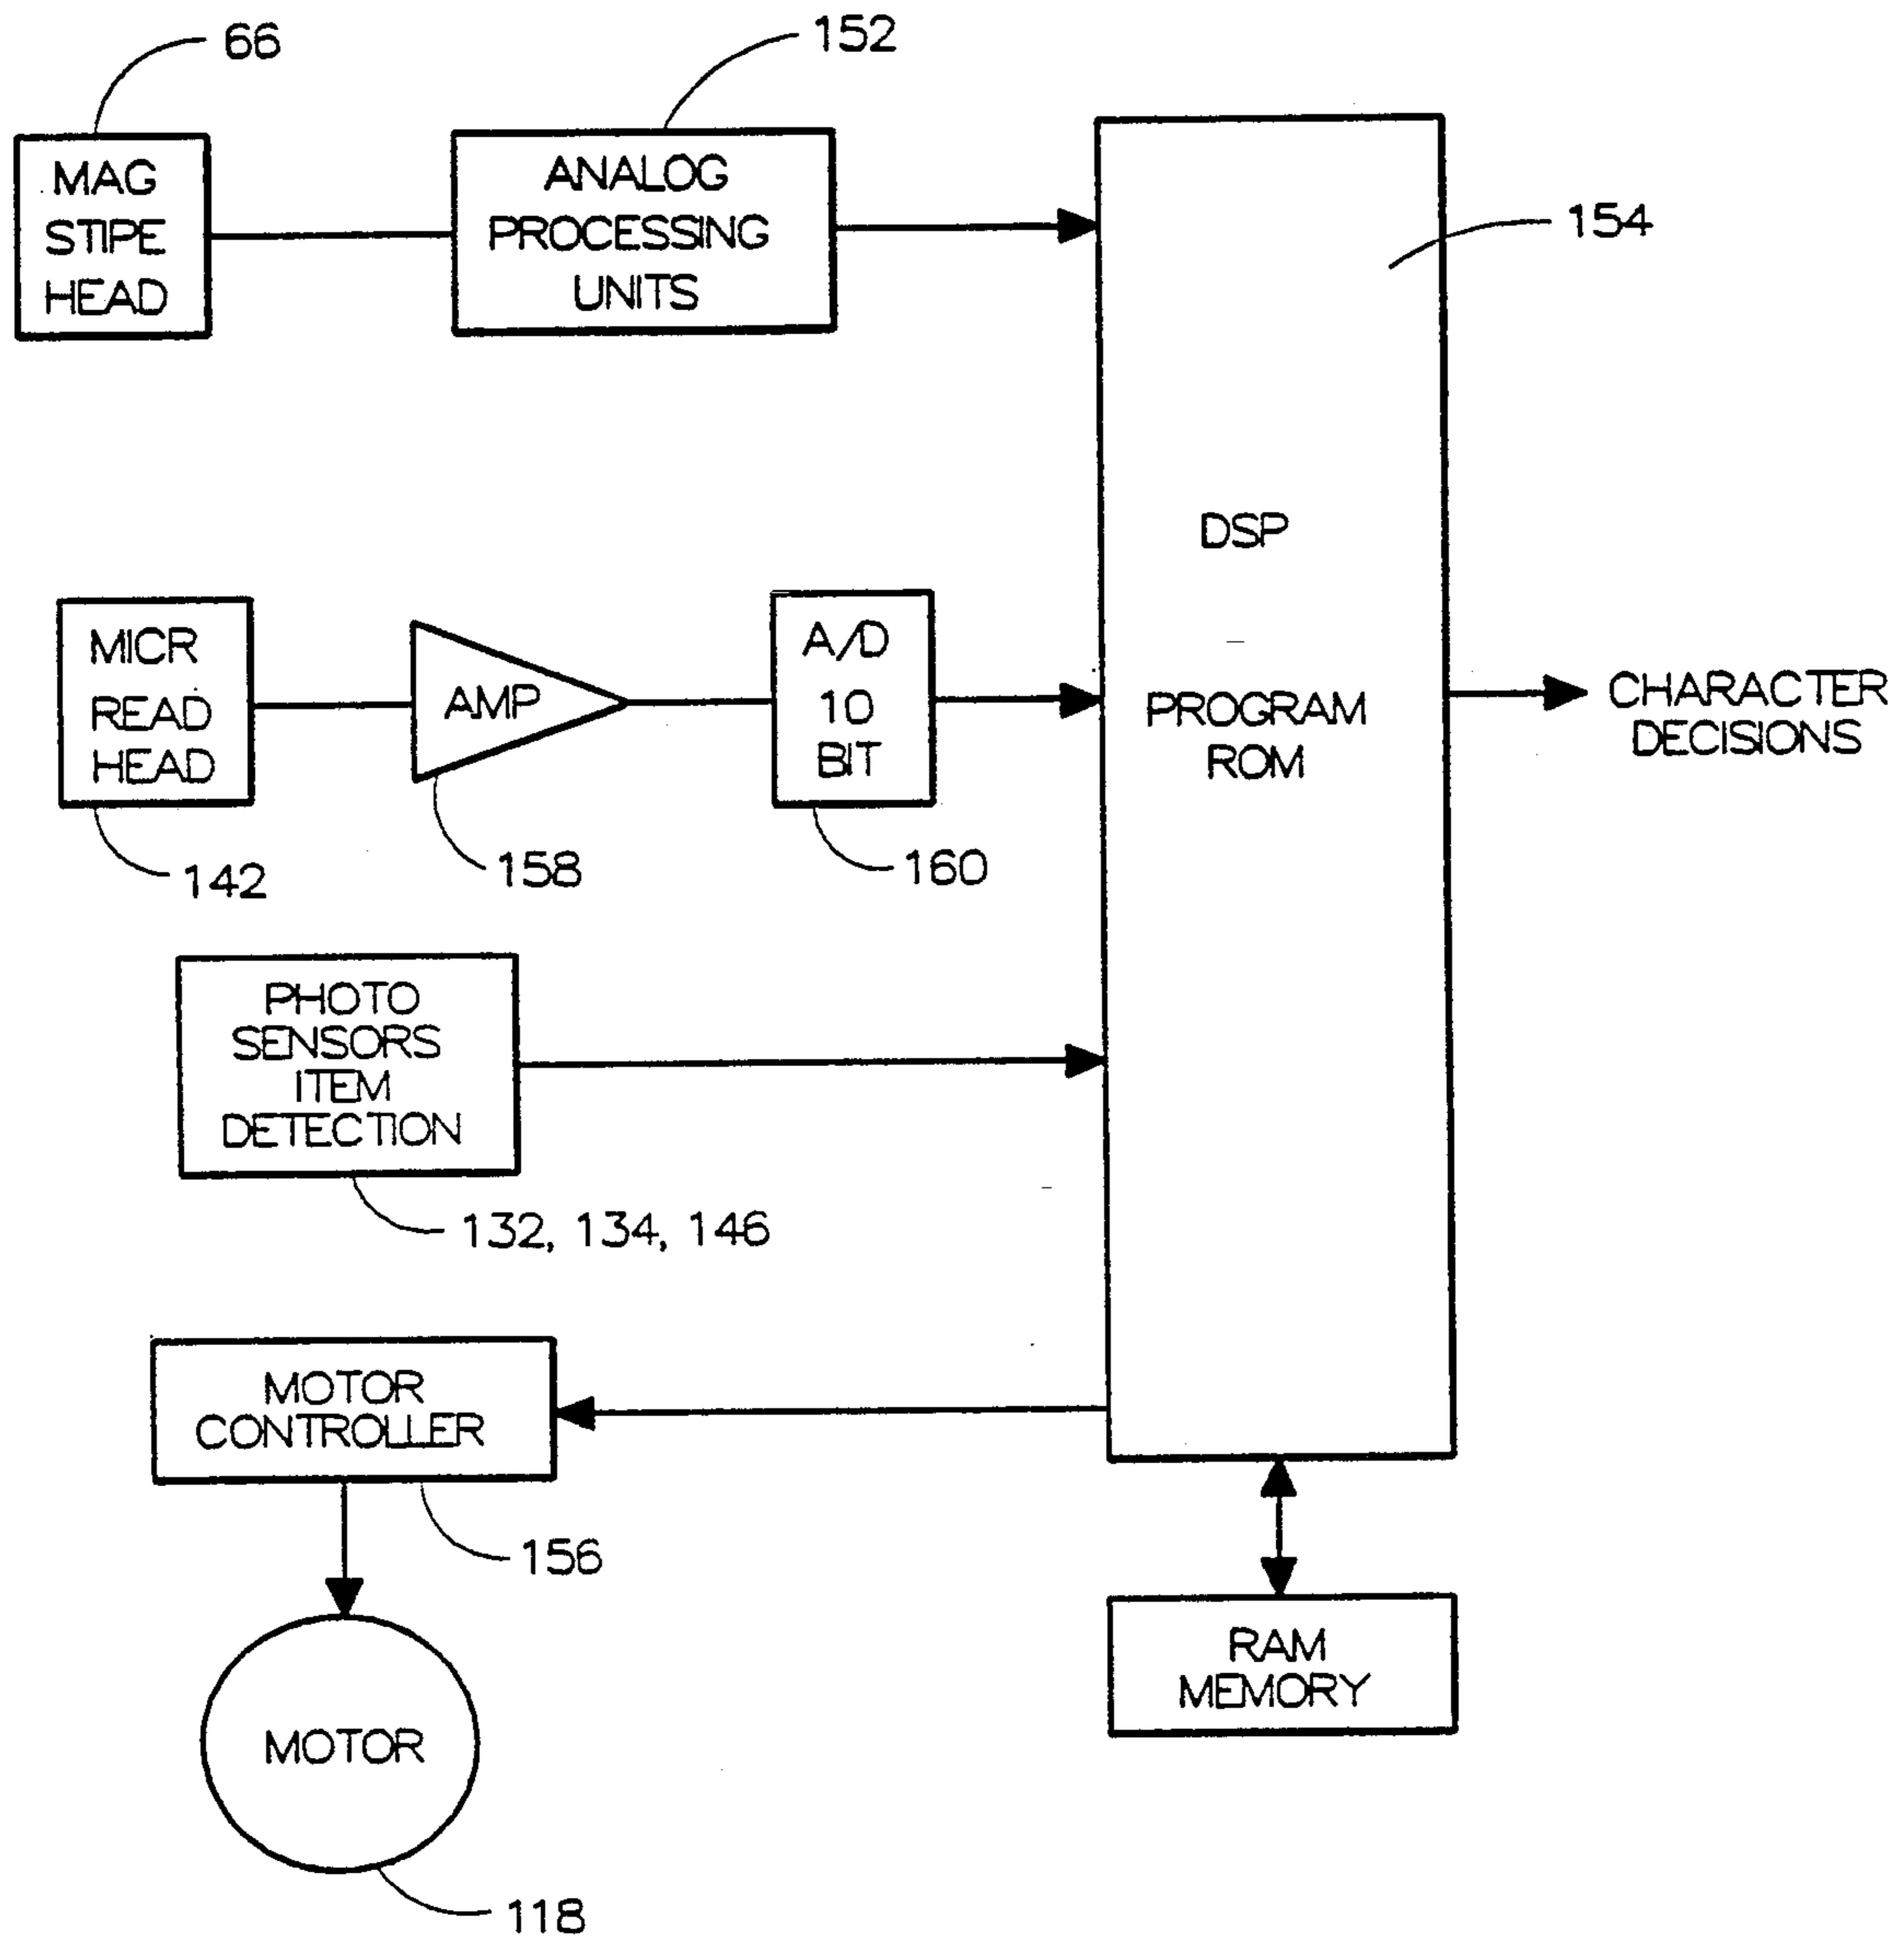 66
152
MAG
STIPE
HEAD
ANALOG
PROCESSING
UNITS
154
DSP
PROGRAM
ROM
MICR
READ
HEAD
AMP
A/D
10
BIT
CHARACTER
DECISIONS
142
158
160
PHOTO
SENSORS
ITEM
DETECTION
132, 134, 146
MOTOR
CONTROLLER
156
RAM
MEMORY
MOTOR
118